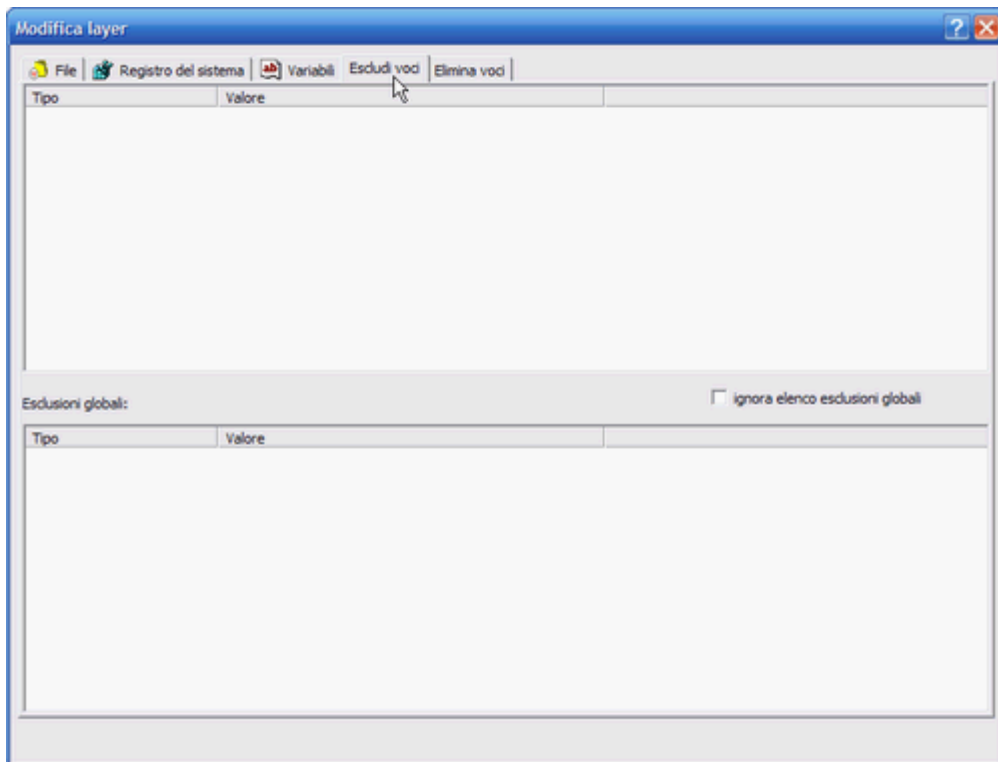 Modifica layer
File Registro del sistema ab Variabili Escludi voci Elimina voci
Tipo Valore
Esclusioni globali: ignora elenco esclusioni globali
Tipo Valore